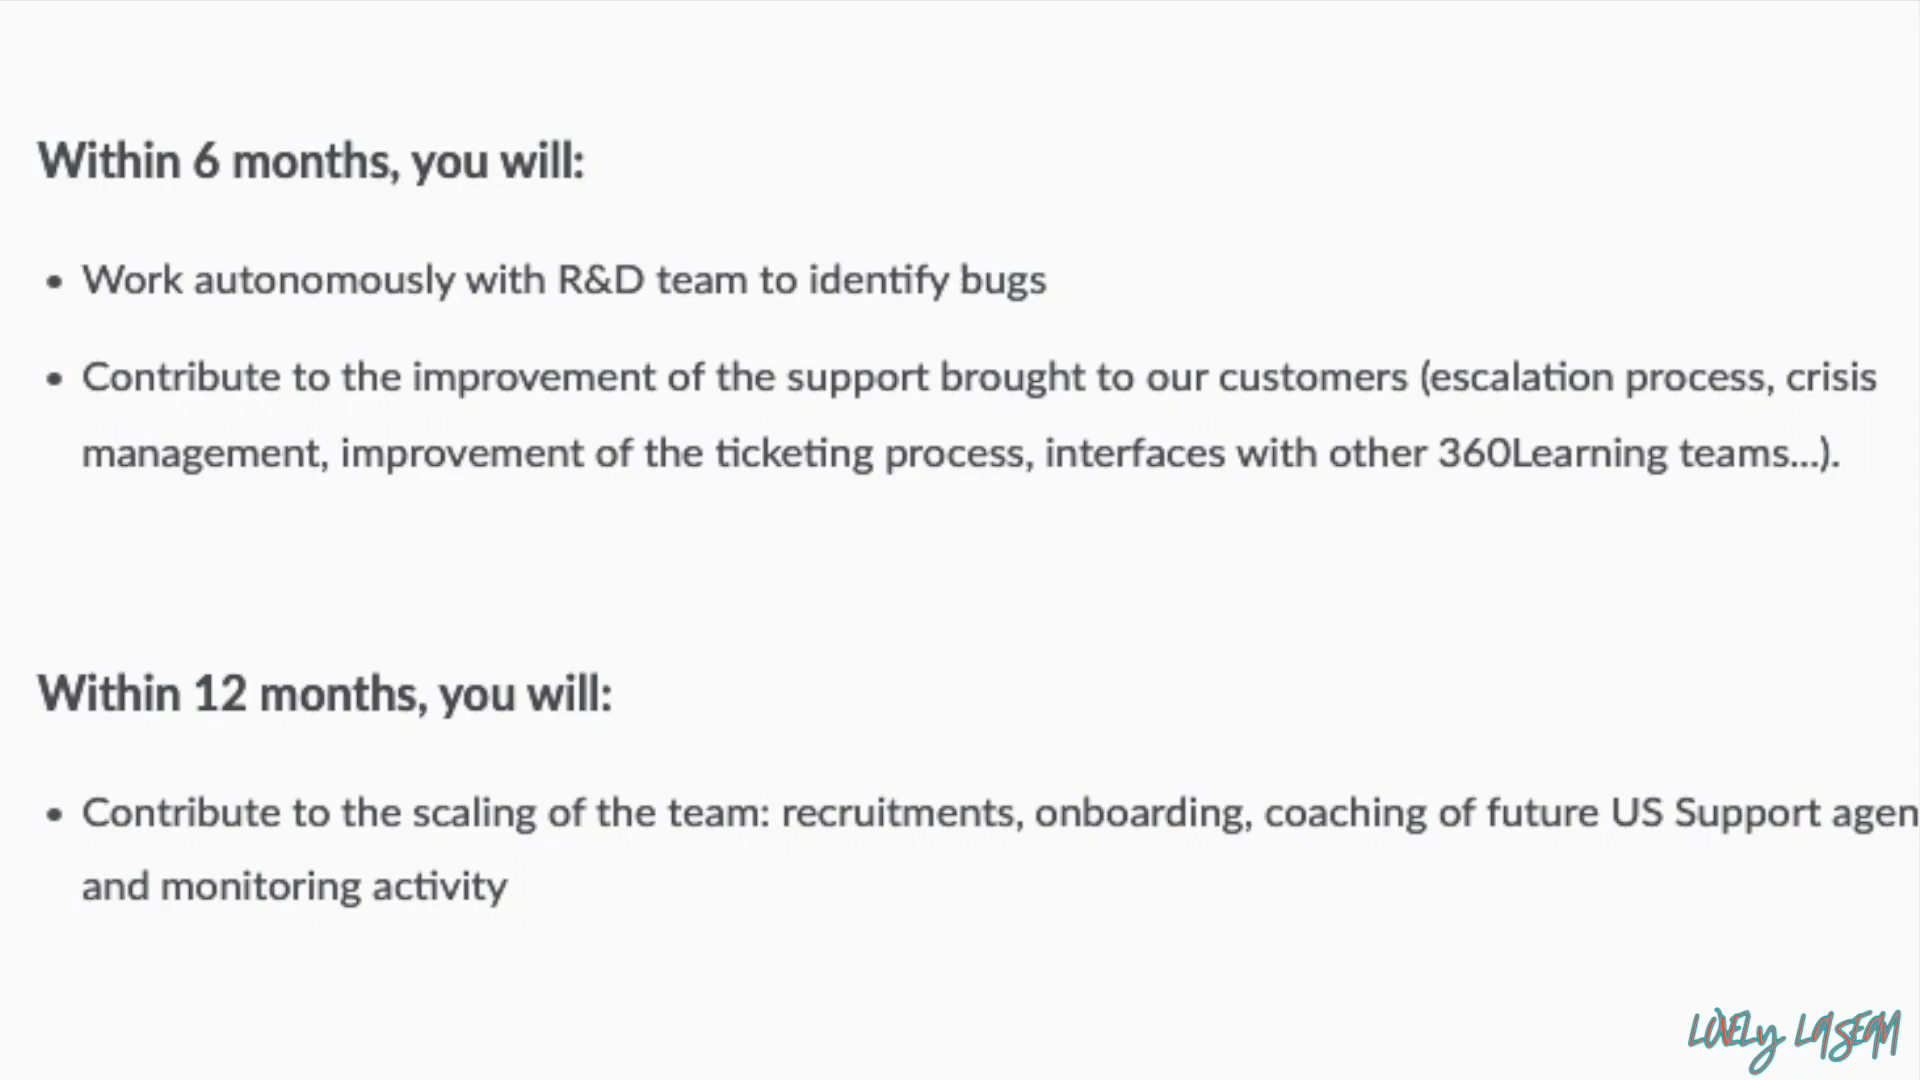 Within 6 months, you will:
• Work autonomously with R&D team to identify bugs
• Contribute to the improvement of the support brought to our customers (escalation process, crisis
management, improvement of the ticketing process, interfaces with other 360Learning teams...).
Within 12 months, you will:
• Contribute to the scaling of the team: recruitments, onboarding, coaching of future US Support agen
and monitoring activity
LOVELY LASEAM